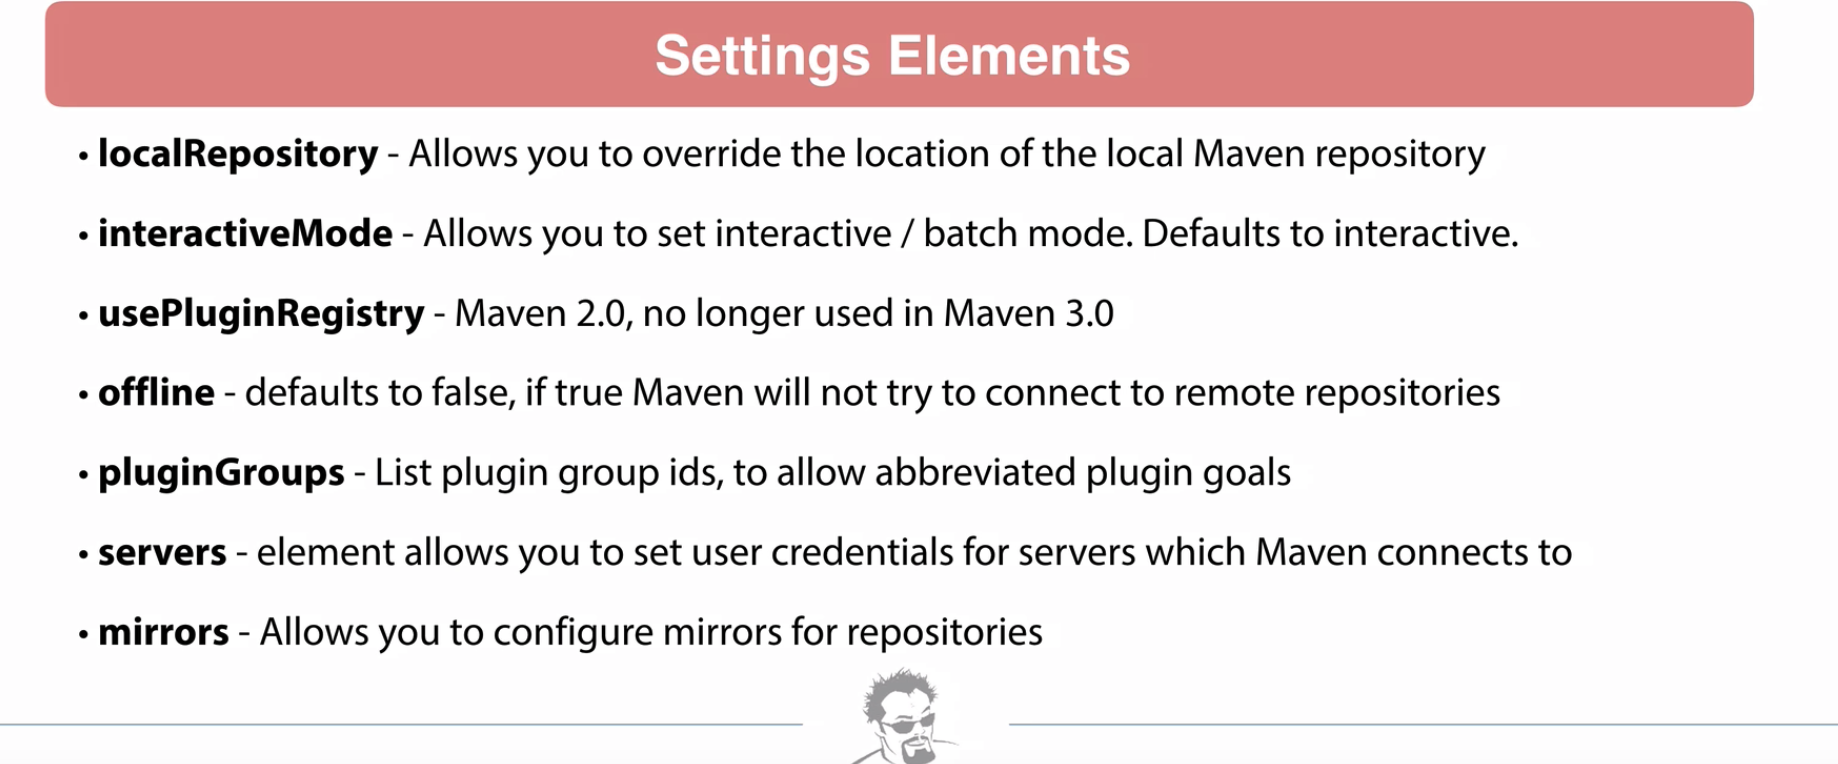 Settings Elements
• localRepository - Allows you to override the location of the local Maven repository
• interactiveMode - Allows you to set interactive / batch mode. Defaults to interactive.
• usePluginRegistry - Maven 2.0, no longer used in Maven 3.0
• offline - defaults to false, if true Maven will not try to connect to remote repositories
• pluginGroups - List plugin group ids, to allow abbreviated plugin goals
• servers - element allows you to set user credentials for servers which Maven connects to
• mirrors - Allows you to configure mirrors for repositories